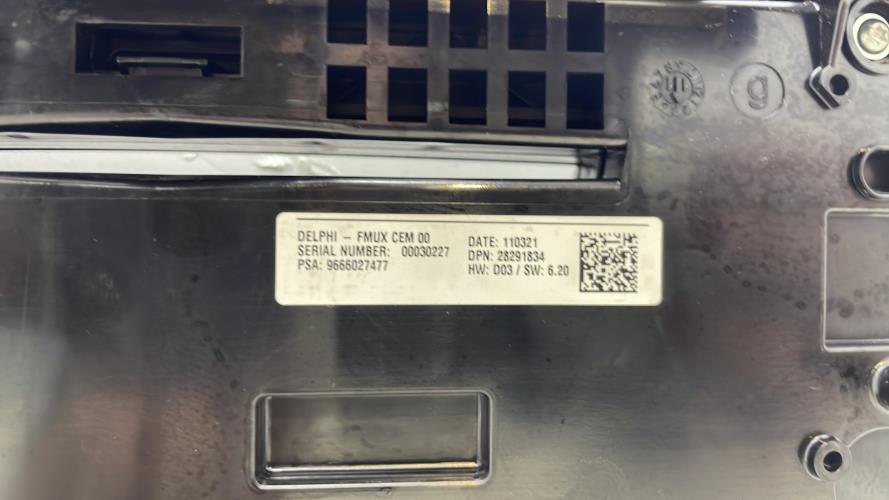 DELPHI – FMUX CEM 00
SERIAL NUMBER: 00030227
PSA: 9666027477
DATE: 110321
DPN: 28291834
HW: D03 / SW: 6.20
g